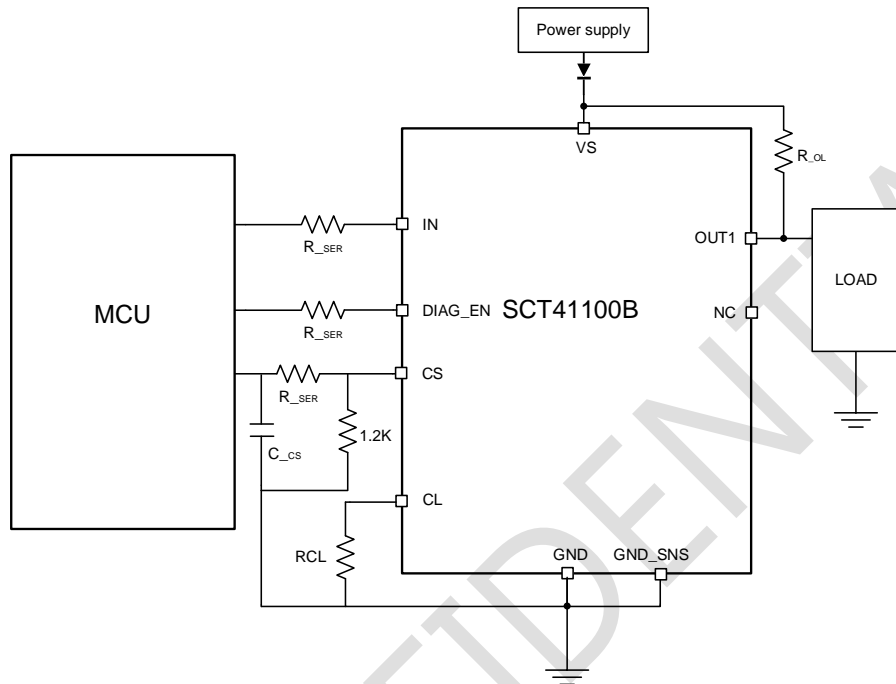 Power supply
VS
R_OL
IN
R_SER
OUT1
LOAD
MCU
DIAG_EN
SCT41100B
NC
R_SER
CS
R_SER
C_CS
1.2K
CL
RCL
GND
GND_SNS